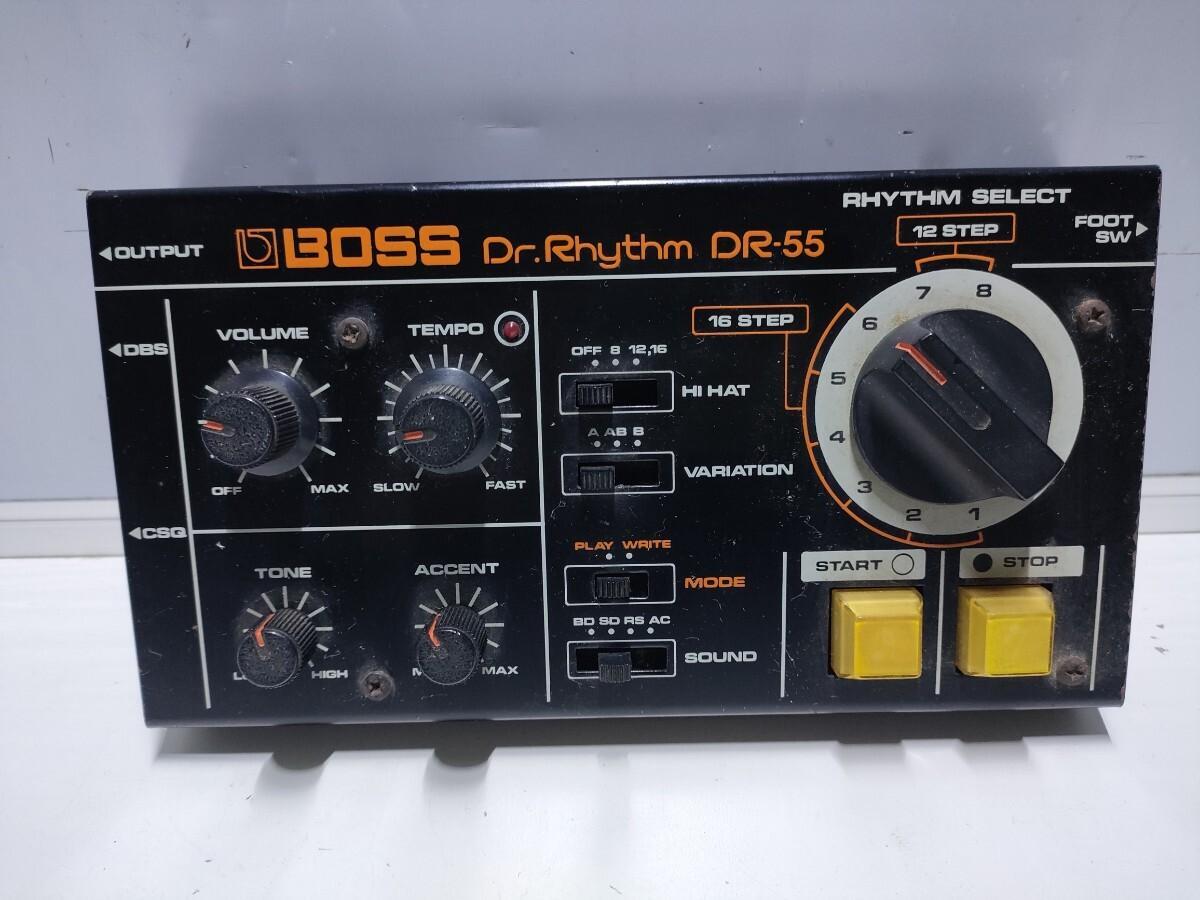 RHYTHM SELECT
◀OUTPUT
BOSS Dr.Rhythm DR-55
12 STEP
FOOT SW▶
◀DBS
VOLUME
TEMPO
OFF MAX
SLOW FAST
◀CSQ
TONE
ACCENT
HIGH
MAX
16 STEP
OFF 8 12,16
HI HAT
A AB B
VARIATION
PLAY WRITE
MODE
BD SD RS AC
SOUND
7 8
6
5
4
3
2 1
START
STOP